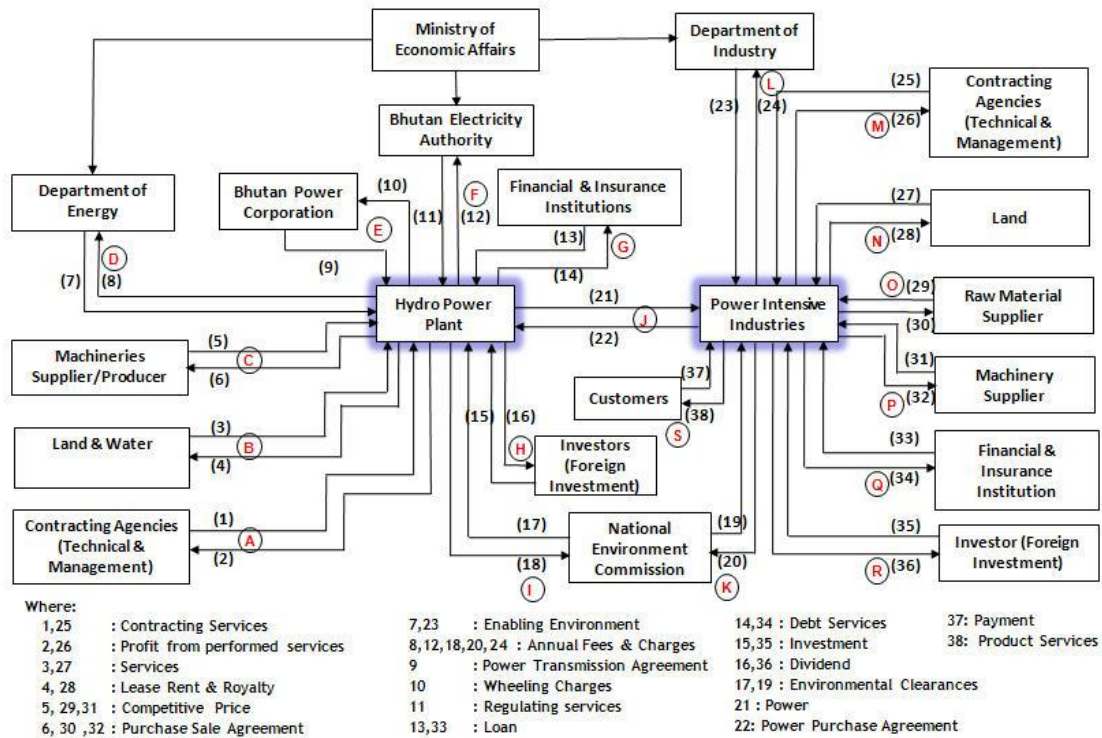 Ministry of
Economic Affairs
Department of
Industry
L
(23)
(24)
(25)
M
(26)
Contracting
Agencies
(Technical &
Management)
Bhutan Electricity
Authority
Department of
Energy
Bhutan Power
Corporation
(10)
E
(9)
(11)
F
(12)
Financial & Insurance
Institutions
(13)
G
(14)
(27)
N
(28)
Land
D
(7)
(8)
Hydro Power
Plant
(21)
J
(22)
Power Intensive
Industries
O
(29)
(30)
Raw Material
Supplier
Machineries
Supplier/Producer
(5)
C
(6)
(31)
P
(32)
Machinery
Supplier
Customers
(37)
(38)
S
Land & Water
(3)
B
(4)
(15)
(16)
H
Investors
(Foreign
Investment)
(33)
Q
(34)
Financial &
Insurance
Institution
Contracting Agencies
(Technical &
Management)
(1)
A
(2)
(17)
(18)
I
National
Environment
Commission
(19)
(20)
K
(35)
R
(36)
Investor (Foreign
Investment)
Where:
1,25 : Contracting Services
2,26 : Profit from performed services
3,27 : Services
4, 28 : Lease Rent & Royalty
5, 29,31 : Competitive Price
6, 30 ,32 : Purchase Sale Agreement
7,23 : Enabling Environment
8,12,18,20,24 : Annual Fees & Charges
9 : Power Transmission Agreement
10 : Wheeling Charges
11 : Regulating services
13,33 : Loan
14,34 : Debt Services
15,35 : Investment
16,36 : Dividend
17,19 : Environmental Clearances
21 : Power
22: Power Purchase Agreement
37: Payment
38: Product Services